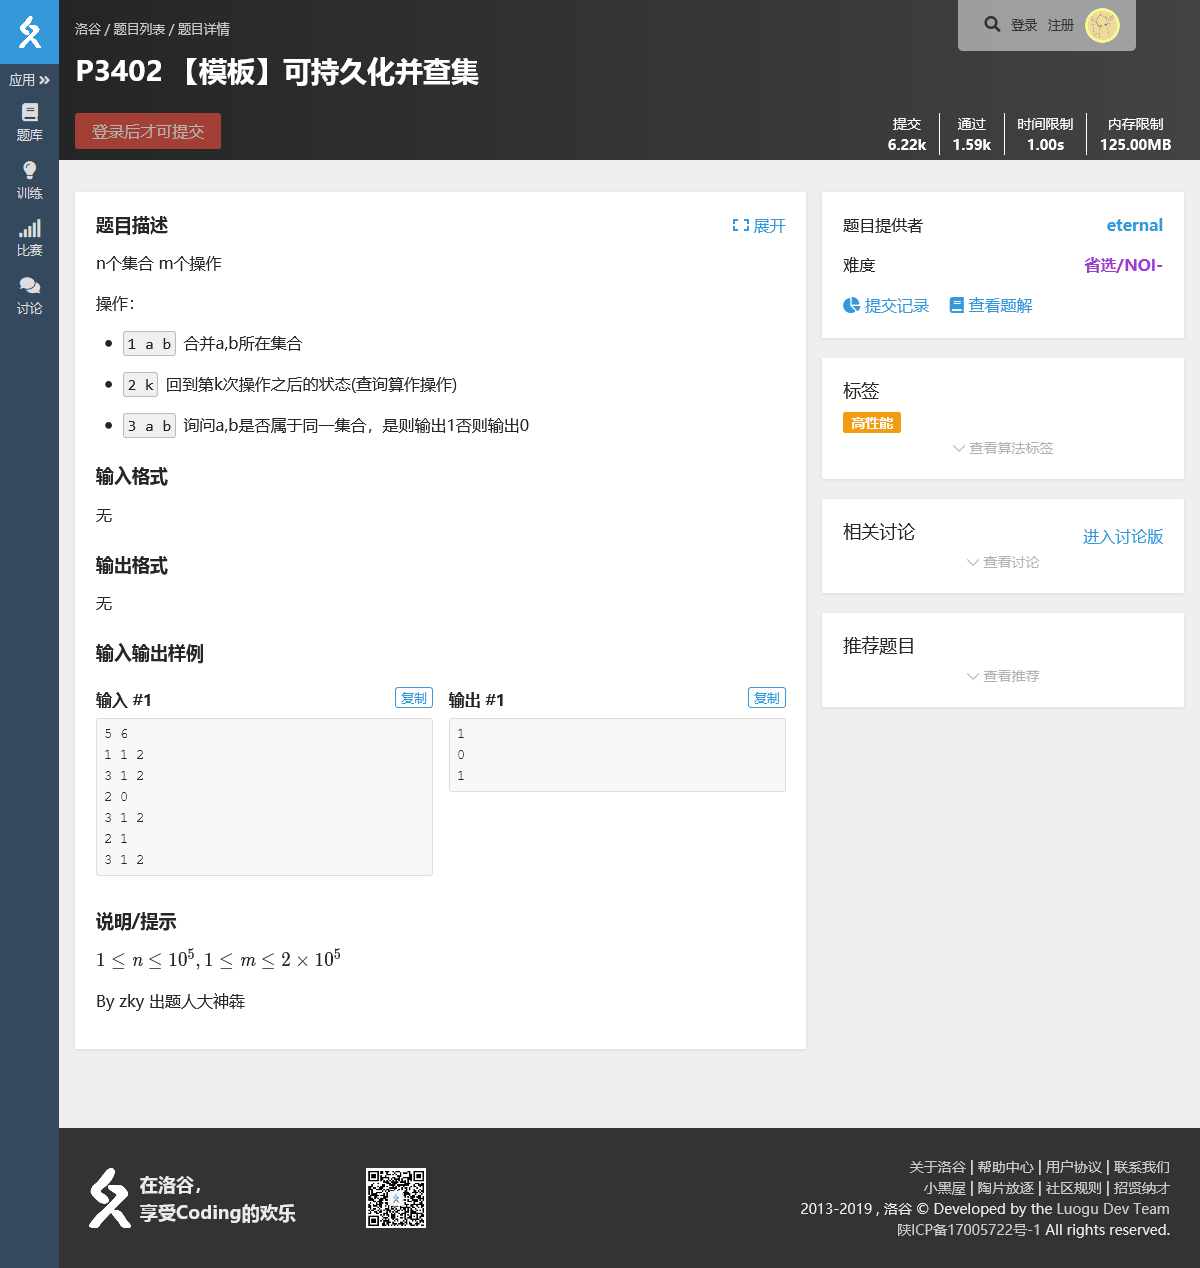 洛谷 / 题目列表 / 题目详情
登录 注册
P3402 【模板】可持久化并查集
登录后才可提交
提交 通过 时间限制 内存限制
6.22k 1.59k 1.00s 125.00MB
应用
题库
训练
比赛
讨论
题目描述
展开
n个集合 m个操作
操作：
1 a b 合并a,b所在集合
2 k 回到第k次操作之后的状态(查询算作操作)
3 a b 询问a,b是否属于同一集合，是则输出1否则输出0
输入格式
无
输出格式
无
输入输出样例
输入 #1
复制
5 6
1 1 2
3 1 2
2 0
3 1 2
2 1
3 1 2
输出 #1
复制
1
0
1
说明/提示
1 ≤ n ≤ 10⁵, 1 ≤ m ≤ 2 × 10⁵
By zky 出题人大神犇
题目提供者 eternal
难度 省选/NOI-
提交记录 查看题解
标签
高性能
查看算法标签
相关讨论
进入讨论版
查看讨论
推荐题目
查看推荐
在洛谷，
享受Coding的欢乐
关于洛谷 | 帮助中心 | 用户协议 | 联系我们
小黑屋 | 陶片放逐 | 社区规则 | 招贤纳才
2013-2019 , 洛谷 © Developed by the Luogu Dev Team
陕ICP备17005722号-1 All rights reserved.